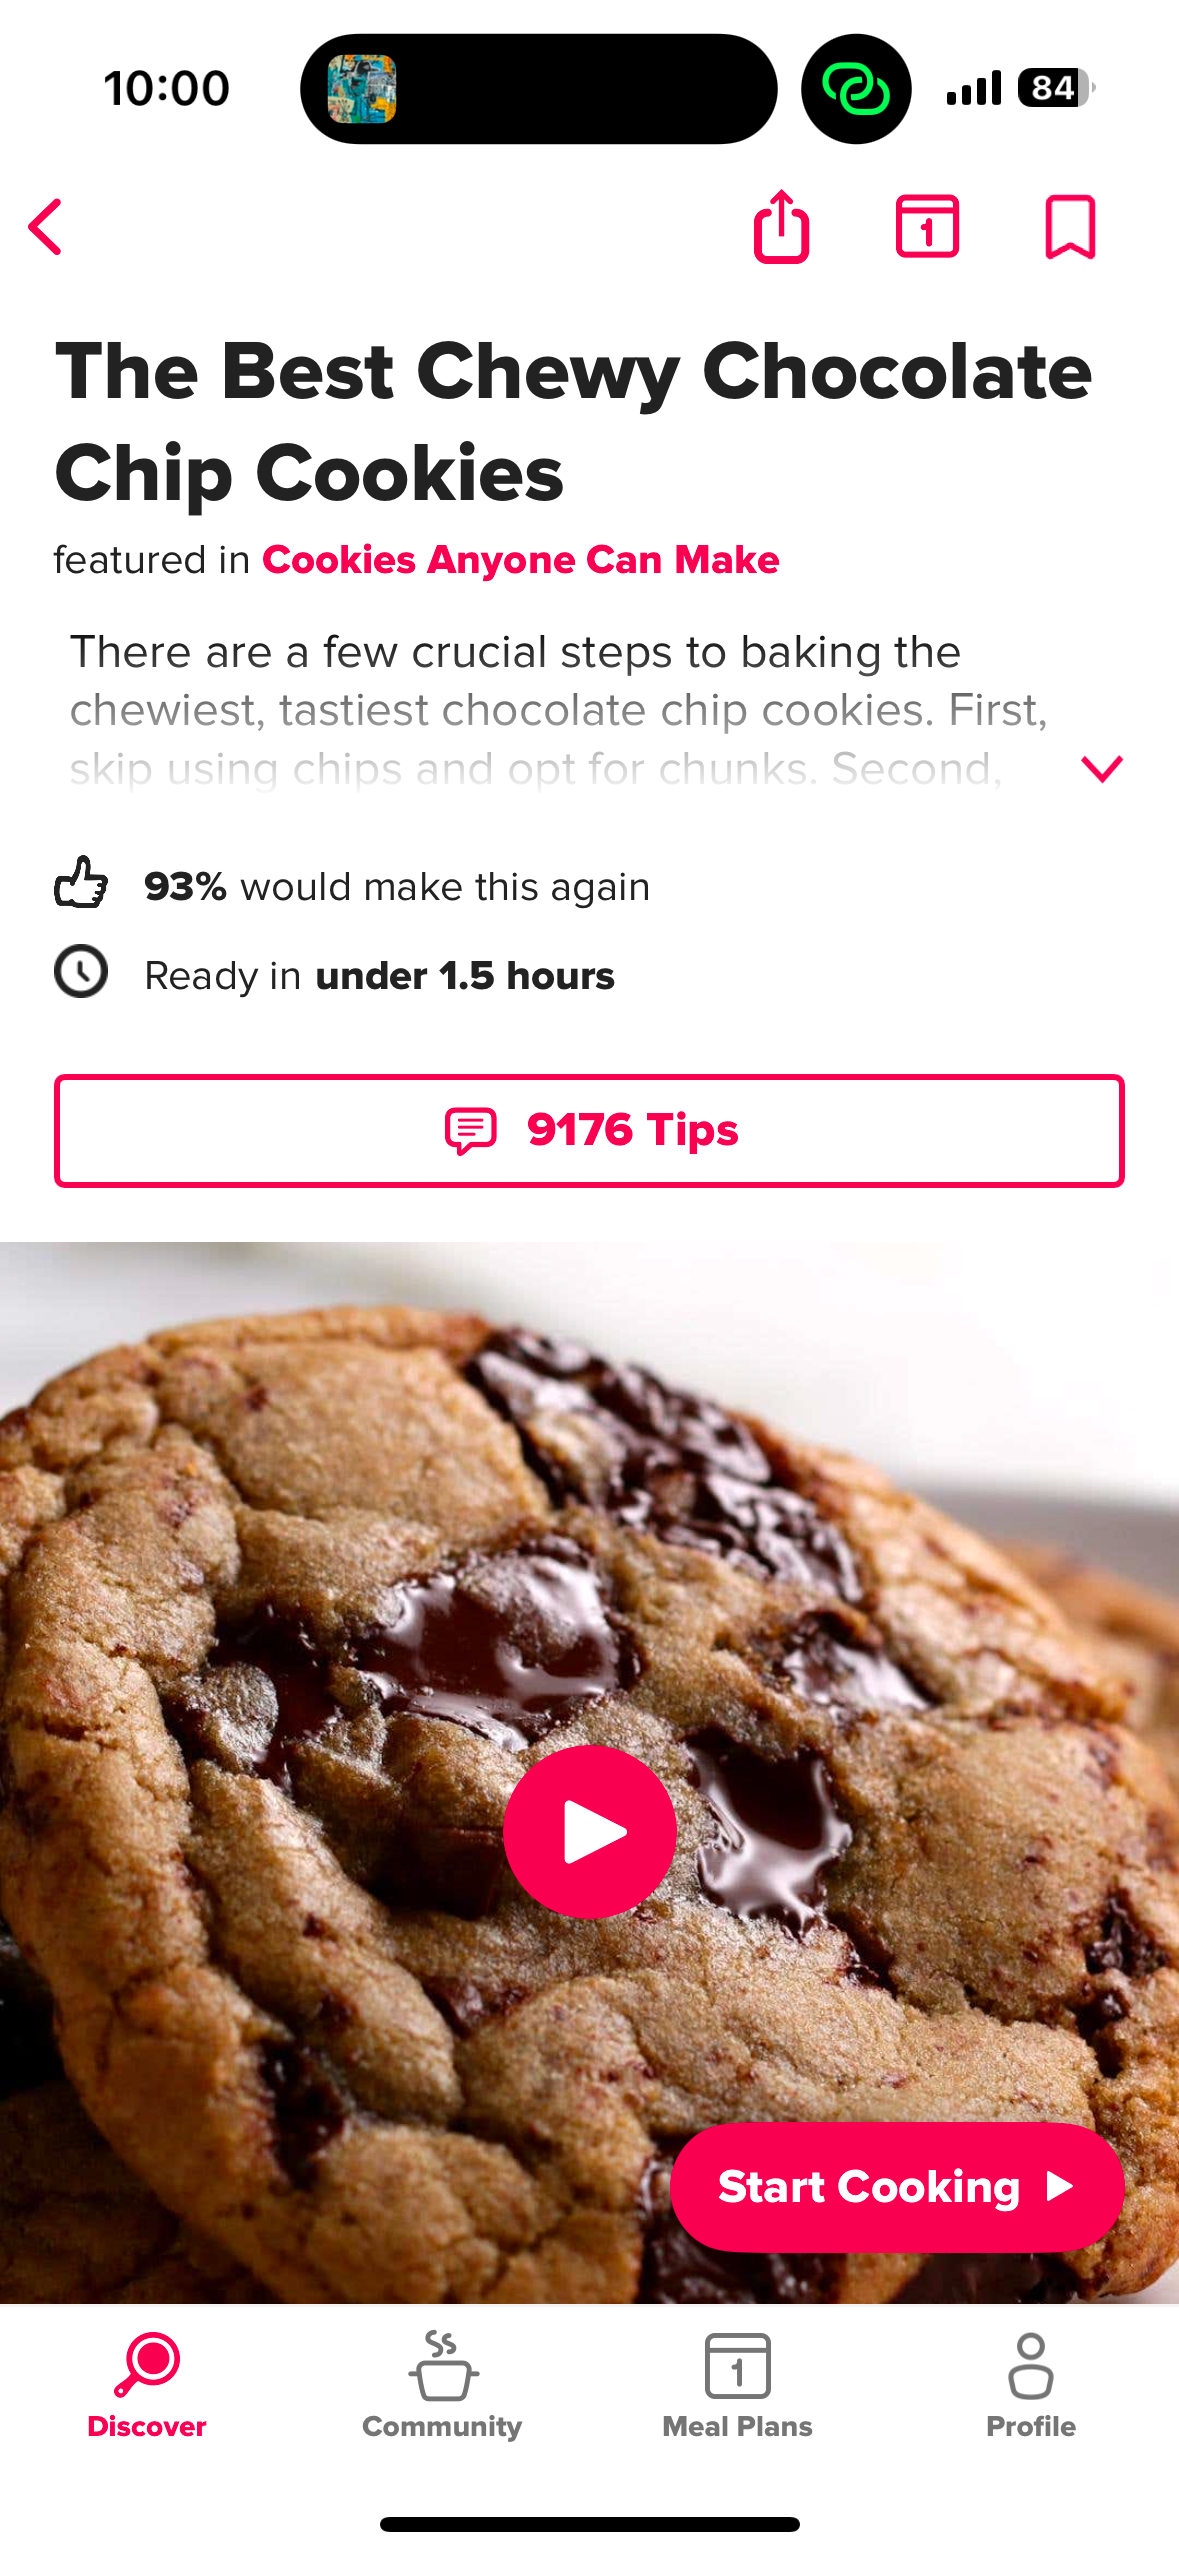 10:00
84
1
The Best Chewy Chocolate
Chip Cookies
featured in Cookies Anyone Can Make
There are a few crucial steps to baking the
chewiest, tastiest chocolate chip cookies. First,
skip using chips and opt for chunks. Second,
93% would make this again
Ready in under 1.5 hours
9176 Tips
Start Cooking
1
Discover
Community
Meal Plans
Profile